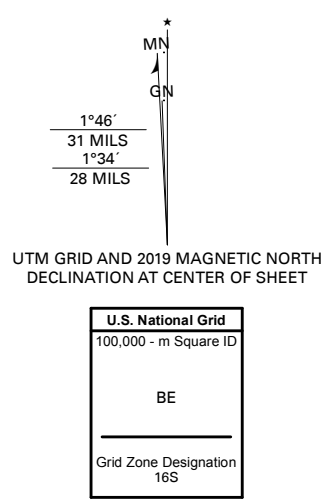 ★
MN
GN
1°46´
31 MILS
1°34´
28 MILS
UTM GRID AND 2019 MAGNETIC NORTH
DECLINATION AT CENTER OF SHEET
U.S. National Grid
100,000 - m Square ID
BE
Grid Zone Designation
16S